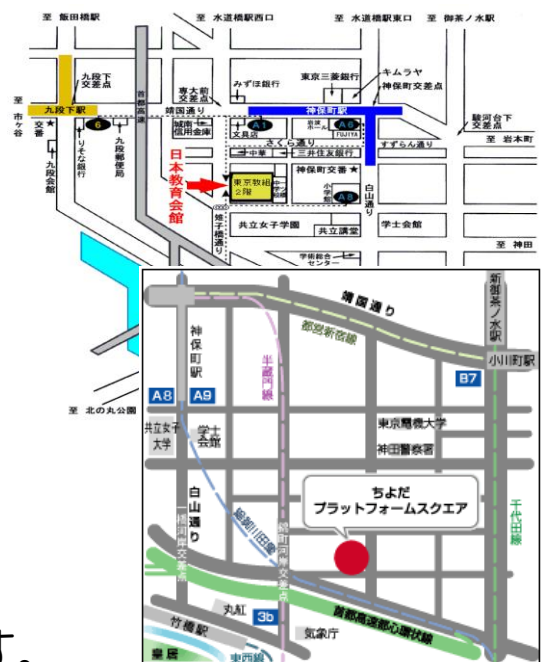 至 飯田橋駅
至 水道橋駅西口
至 水道橋駅東口
至 御茶ノ水駅
九段下
交差点
首都高速
専大前
交差点
みずほ銀行
東京三菱銀行
キムラヤ
神保町交差点
九段下駅
靖国通り
神保町駅
至
市ヶ谷
交番★
6
城南
信用金庫
A1
文具店
岩波
ホール
A6
FUJIYA
駿河台下
交差点
至 岩本町
さくら通り
すずらん通り
九段会館
りそな銀行
九段郵便局
中華
三井住友銀行
日本教育会館
東京教組
2階
神保町交番★
小学館
A8
白山通り
雉子橋通り
共立女子学園
共立講堂
学士会館
至 神田
学術総合
センター
至 北の丸公園
靖国通り
都営新宿線
新御茶ノ水駅
小川町駅
神保町駅
半蔵門線
B7
A8
A9
共立女子
大学
学士
会館
東京電機大学
神田警察署
白山通り
ちよだ
プラットフォームスクエア
千代田線
一橋河岸交差点
錦町河岸交差点
丸紅
3b
首都高速都心環状線
竹橋駅
気象庁
皇居
東西線
す。